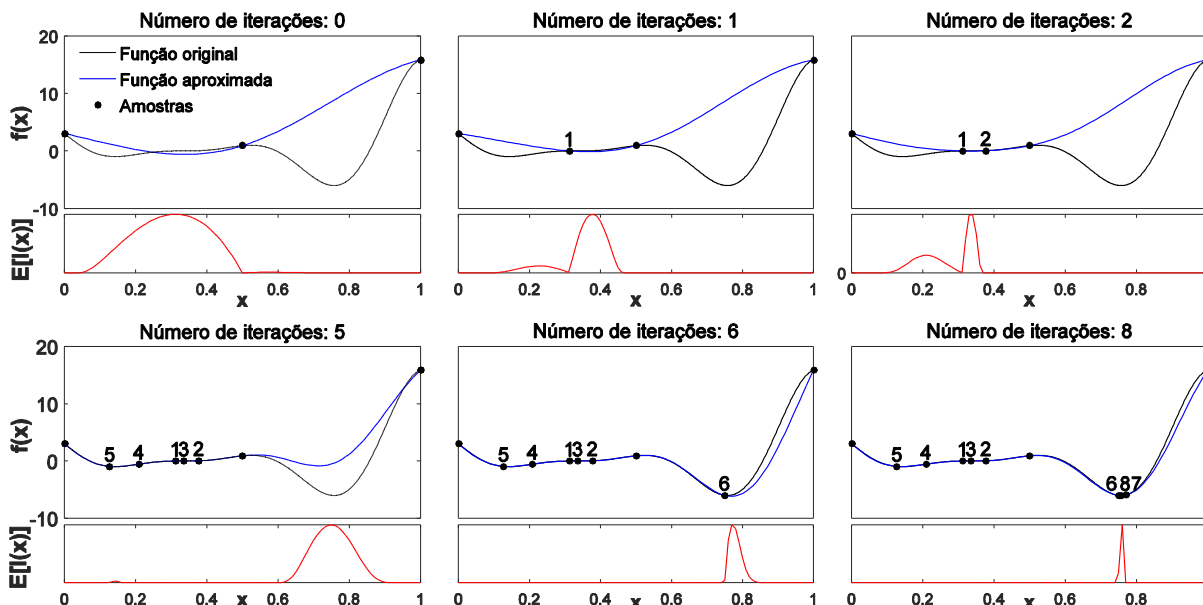 Número de iterações: 0
Número de iterações: 1
Número de iterações: 2
20
10
0
-10
f(x)
Função original
Função aproximada
Amostras
1
1 2
E[I(x)]
0
0 0.2 0.4 0.6 0.8 1
x
0 0.2 0.4 0.6 0.8 1
x
0 0.2 0.4 0.6 0.8
x
Número de iterações: 5
Número de iterações: 6
Número de iterações: 8
20
10
0
-10
f(x)
5 4 13 2
5 4 13 2 6
5 4 13 2 687
E[I(x)]
0 0.2 0.4 0.6 0.8 1
x
0 0.2 0.4 0.6 0.8 1
x
0 0.2 0.4 0.6 0.8
x